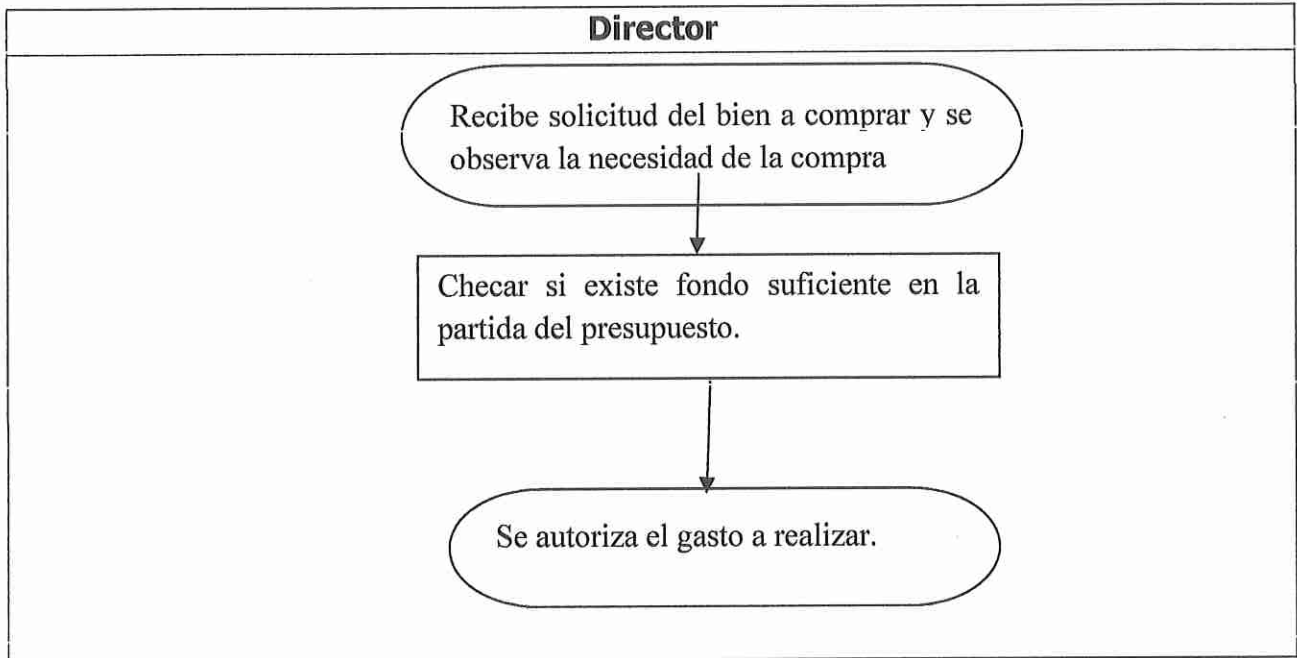 Director
Recibe solicitud del bien a comprar y se
observa la necesidad de la compra
Checar si existe fondo suficiente en la
partida del presupuesto.
Se autoriza el gasto a realizar.